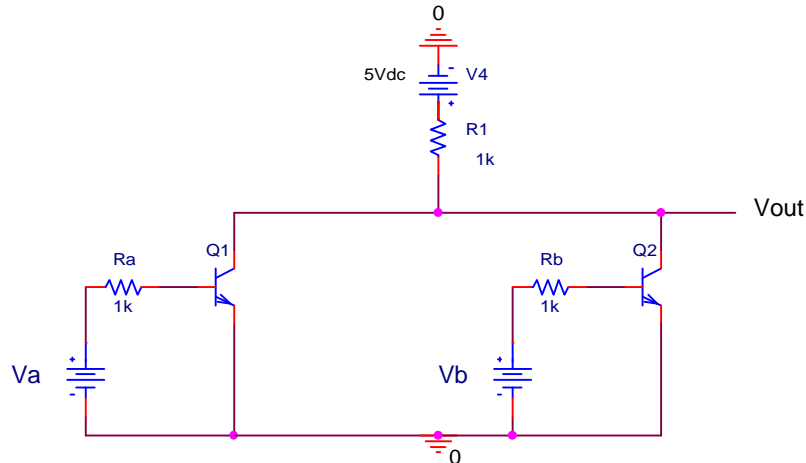 0
5Vdc
-
V4
+
R1
1k
Vout
Ra
Q1
Rb
Q2
1k
1k
Va
+
-
Vb
+
-
0